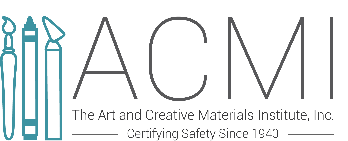 ACMI
The Art and Creative Materials Institute, Inc.
Certifying Safety Since 1940